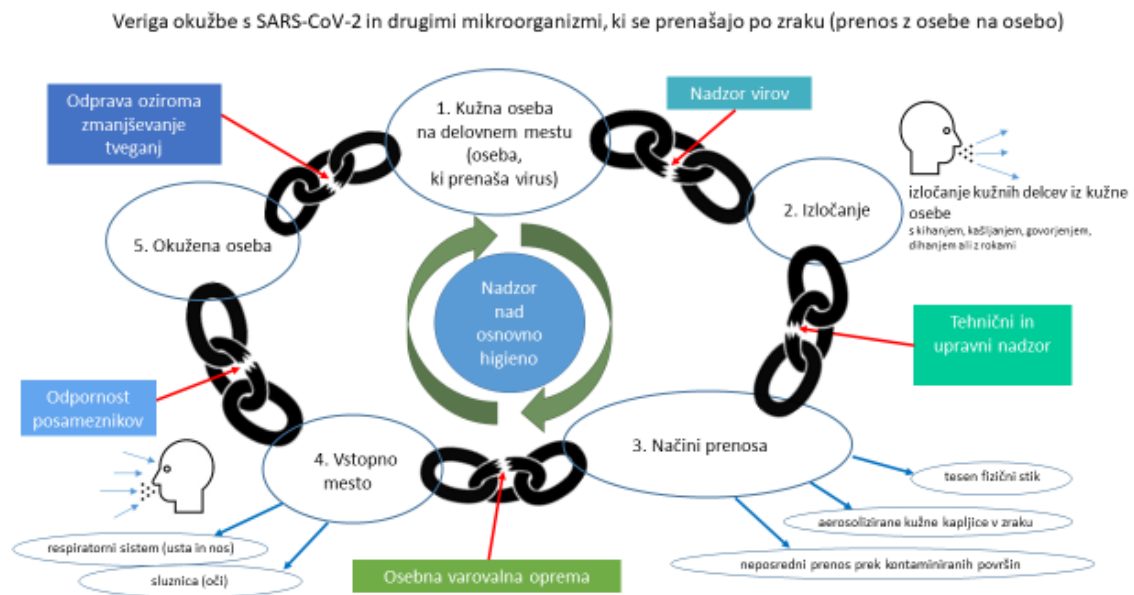 Veriga okužbe s SARS-CoV-2 in drugimi mikroorganizmi, ki se prenašajo po zraku (prenos z osebe na osebo)
Odprava oziroma
zmanjševanje
tveganj
1. Kužna oseba
na delovnem mestu
(oseba,
ki prenaša virus)
Nadzor virov
2. Izločanje
izločanje kužnih delcev iz kužne
osebe
s kihanjem, kašljanjem, govorjenjem,
dihanjem ali z rokami
5. Okužena oseba
Nadzor
nad
osnovno
higieno
Tehnični in
upravni nadzor
Odpornost
posameznikov
4. Vstopno
mesto
3. Načini prenosa
tesen fizični stik
aerosolizirane kužne kapljice v zraku
neposredni prenos prek kontaminiranih površin
respiratorni sistem (usta in nos)
sluznica (oči)
Osebna varovalna oprema